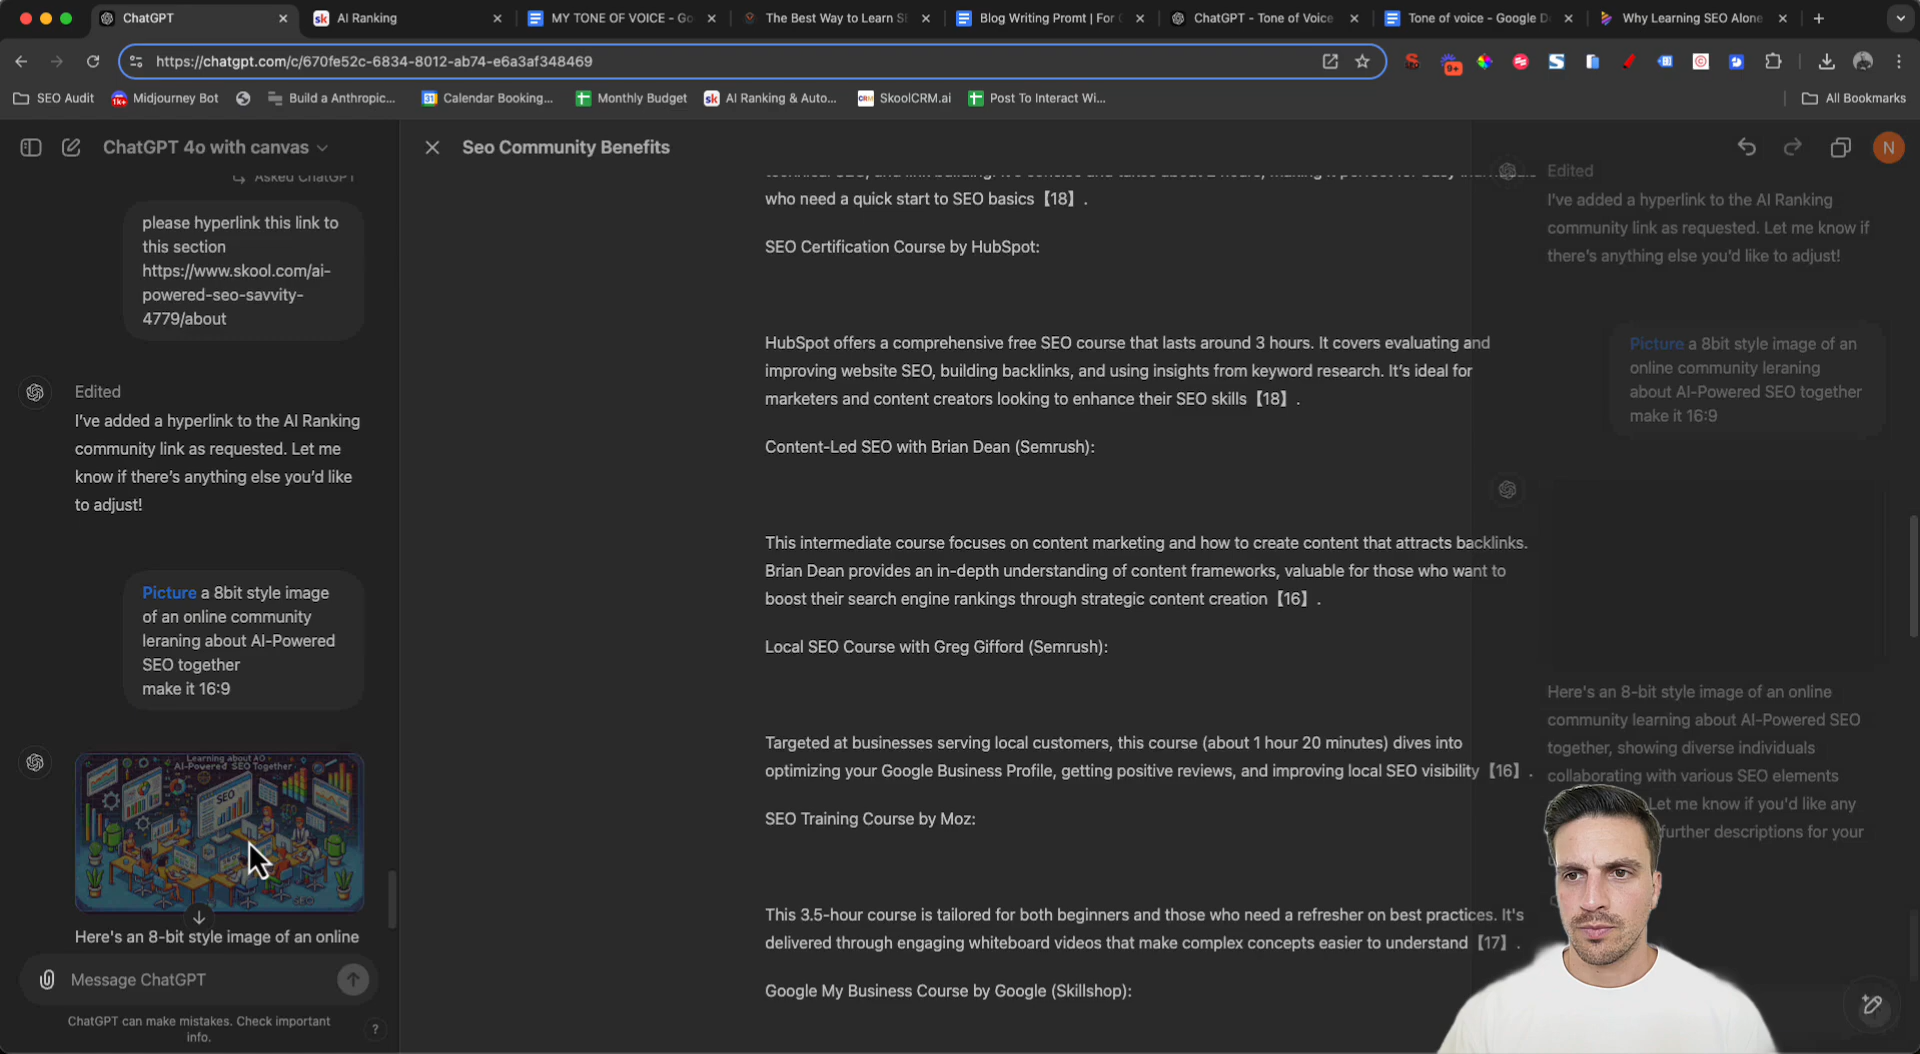 ChatGPT
AI Ranking
MY TONE OF VOICE - Go
The Best Way to Learn SE
Blog Writing Promt | For C
ChatGPT - Tone of Voice
Tone of voice - Google D
Why Learning SEO Alone
https://chatgpt.com/c/670fe52c-6834-8012-ab74-e6a3af348469
9+
SEO Audit
1k+
Midjourney Bot
Build a Anthropic...
Calendar Booking...
Monthly Budget
AI Ranking & Auto...
SkoolCRM.ai
Post To Interact Wi...
All Bookmarks
ChatGPT 4o with canvas
Asked ChatGPT
please hyperlink this link to
this section
https://www.skool.com/ai-
powered-seo-savvity-
4779/about
Edited
I've added a hyperlink to the AI Ranking
community link as requested. Let me
know if there's anything else you'd like
to adjust!
Picture a 8bit style image
of an online community
leraning about AI-Powered
SEO together
make it 16:9
Learning about AO
AI-Powered SEO Together
SEO
Here's an 8-bit style image of an online
Message ChatGPT
ChatGPT can make mistakes. Check important
info.
?
Seo Community Benefits
N
who need a quick start to SEO basics【18】.
SEO Certification Course by HubSpot:
HubSpot offers a comprehensive free SEO course that lasts around 3 hours. It covers evaluating and
improving website SEO, building backlinks, and using insights from keyword research. It's ideal for
marketers and content creators looking to enhance their SEO skills【18】.
Content-Led SEO with Brian Dean (Semrush):
This intermediate course focuses on content marketing and how to create content that attracts backlinks.
Brian Dean provides an in-depth understanding of content frameworks, valuable for those who want to
boost their search engine rankings through strategic content creation【16】.
Local SEO Course with Greg Gifford (Semrush):
Targeted at businesses serving local customers, this course (about 1 hour 20 minutes) dives into
optimizing your Google Business Profile, getting positive reviews, and improving local SEO visibility【16】.
SEO Training Course by Moz:
This 3.5-hour course is tailored for both beginners and those who need a refresher on best practices. It's
delivered through engaging whiteboard videos that make complex concepts easier to understand【17】.
Google My Business Course by Google (Skillshop):
Edited
I've added a hyperlink to the AI Ranking
community link as requested. Let me know if
there's anything else you'd like to adjust!
Picture a 8bit style image of an
online community leraning
about AI-Powered SEO together
make it 16:9
Here's an 8-bit style image of an online
community learning about AI-Powered SEO
together, showing diverse individuals
collaborating with various SEO elements
Let me know if you'd like any
further descriptions for your